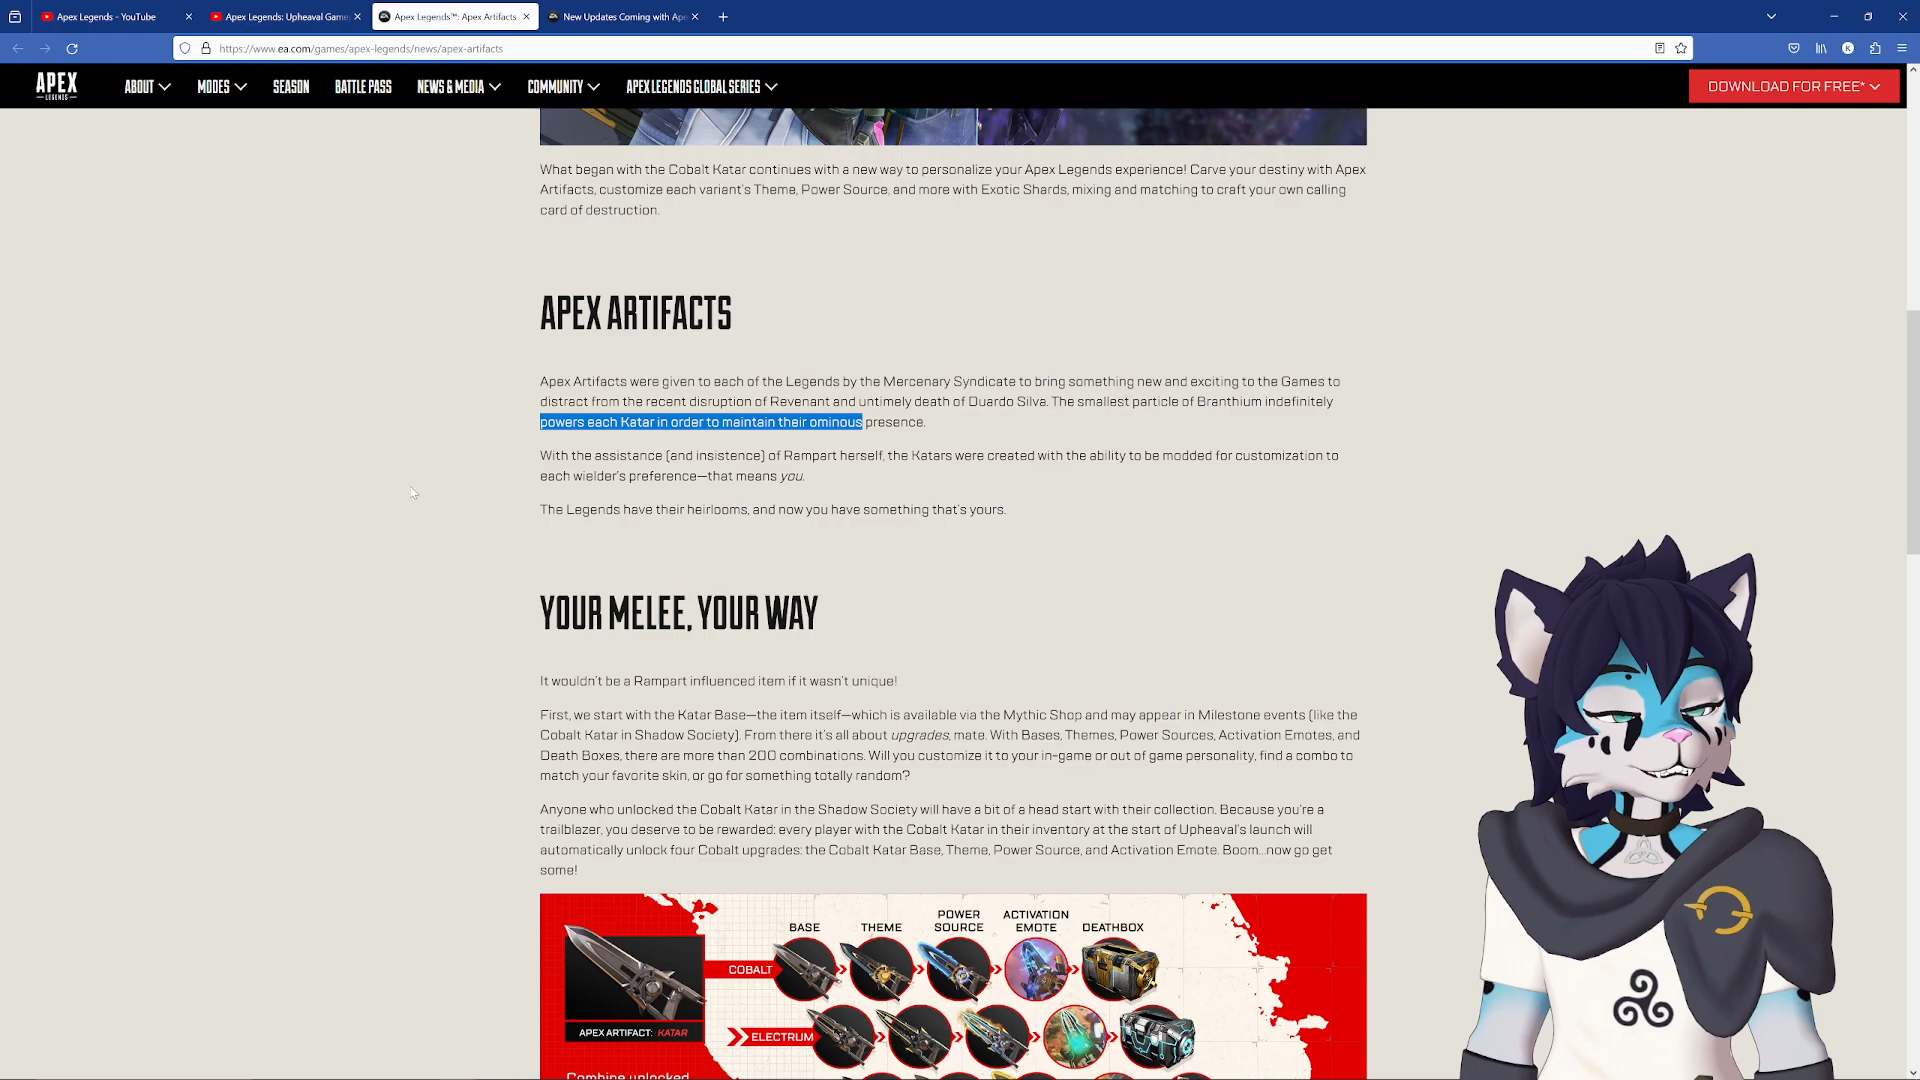 Apex Legends - YouTube
Apex Legends: Upheaval Game
Apex Legends™: Apex Artifacts
New Updates Coming with Ape
https://www.ea.com/games/apex-legends/news/apex-artifacts
K
APEX
LEGENDS
ABOUT
MODES
SEASON
BATTLE PASS
NEWS & MEDIA
COMMUNITY
APEX LEGENDS GLOBAL SERIES
DOWNLOAD FOR FREE*
What began with the Cobalt Katar continues with a new way to personalize your Apex Legends experience! Carve your destiny with Apex
Artifacts, customize each variant's Theme, Power Source, and more with Exotic Shards, mixing and matching to craft your own calling
card of destruction.
APEX ARTIFACTS
Apex Artifacts were given to each of the Legends by the Mercenary Syndicate to bring something new and exciting to the Games to
distract from the recent disruption of Revenant and untimely death of Duardo Silva. The smallest particle of Branthium indefinitely
powers each Katar in order to maintain their ominous presence.
With the assistance (and insistence) of Rampart herself, the Katars were created with the ability to be modded for customization to
each wielder's preference—that means you.
The Legends have their heirlooms, and now you have something that's yours.
YOUR MELEE, YOUR WAY
It wouldn't be a Rampart influenced item if it wasn't unique!
First, we start with the Katar Base—the item itself—which is available via the Mythic Shop and may appear in Milestone events (like the
Cobalt Katar in Shadow Society). From there it's all about upgrades, mate. With Bases, Themes, Power Sources, Activation Emotes, and
Death Boxes, there are more than 200 combinations. Will you customize it to your in-game or out of game personality, find a combo to
match your favorite skin, or go for something totally random?
Anyone who unlocked the Cobalt Katar in the Shadow Society will have a bit of a head start with their collection. Because you're a
trailblazer, you deserve to be rewarded: every player with the Cobalt Katar in their inventory at the start of Upheaval's launch will
automatically unlock four Cobalt upgrades: the Cobalt Katar Base, Theme, Power Source, and Activation Emote. Boom...now go get
some!
BASE
THEME
POWER
SOURCE
ACTIVATION
EMOTE
DEATHBOX
COBALT
APEX ARTIFACT: KATAR
ELECTRUM
Combine unlocked